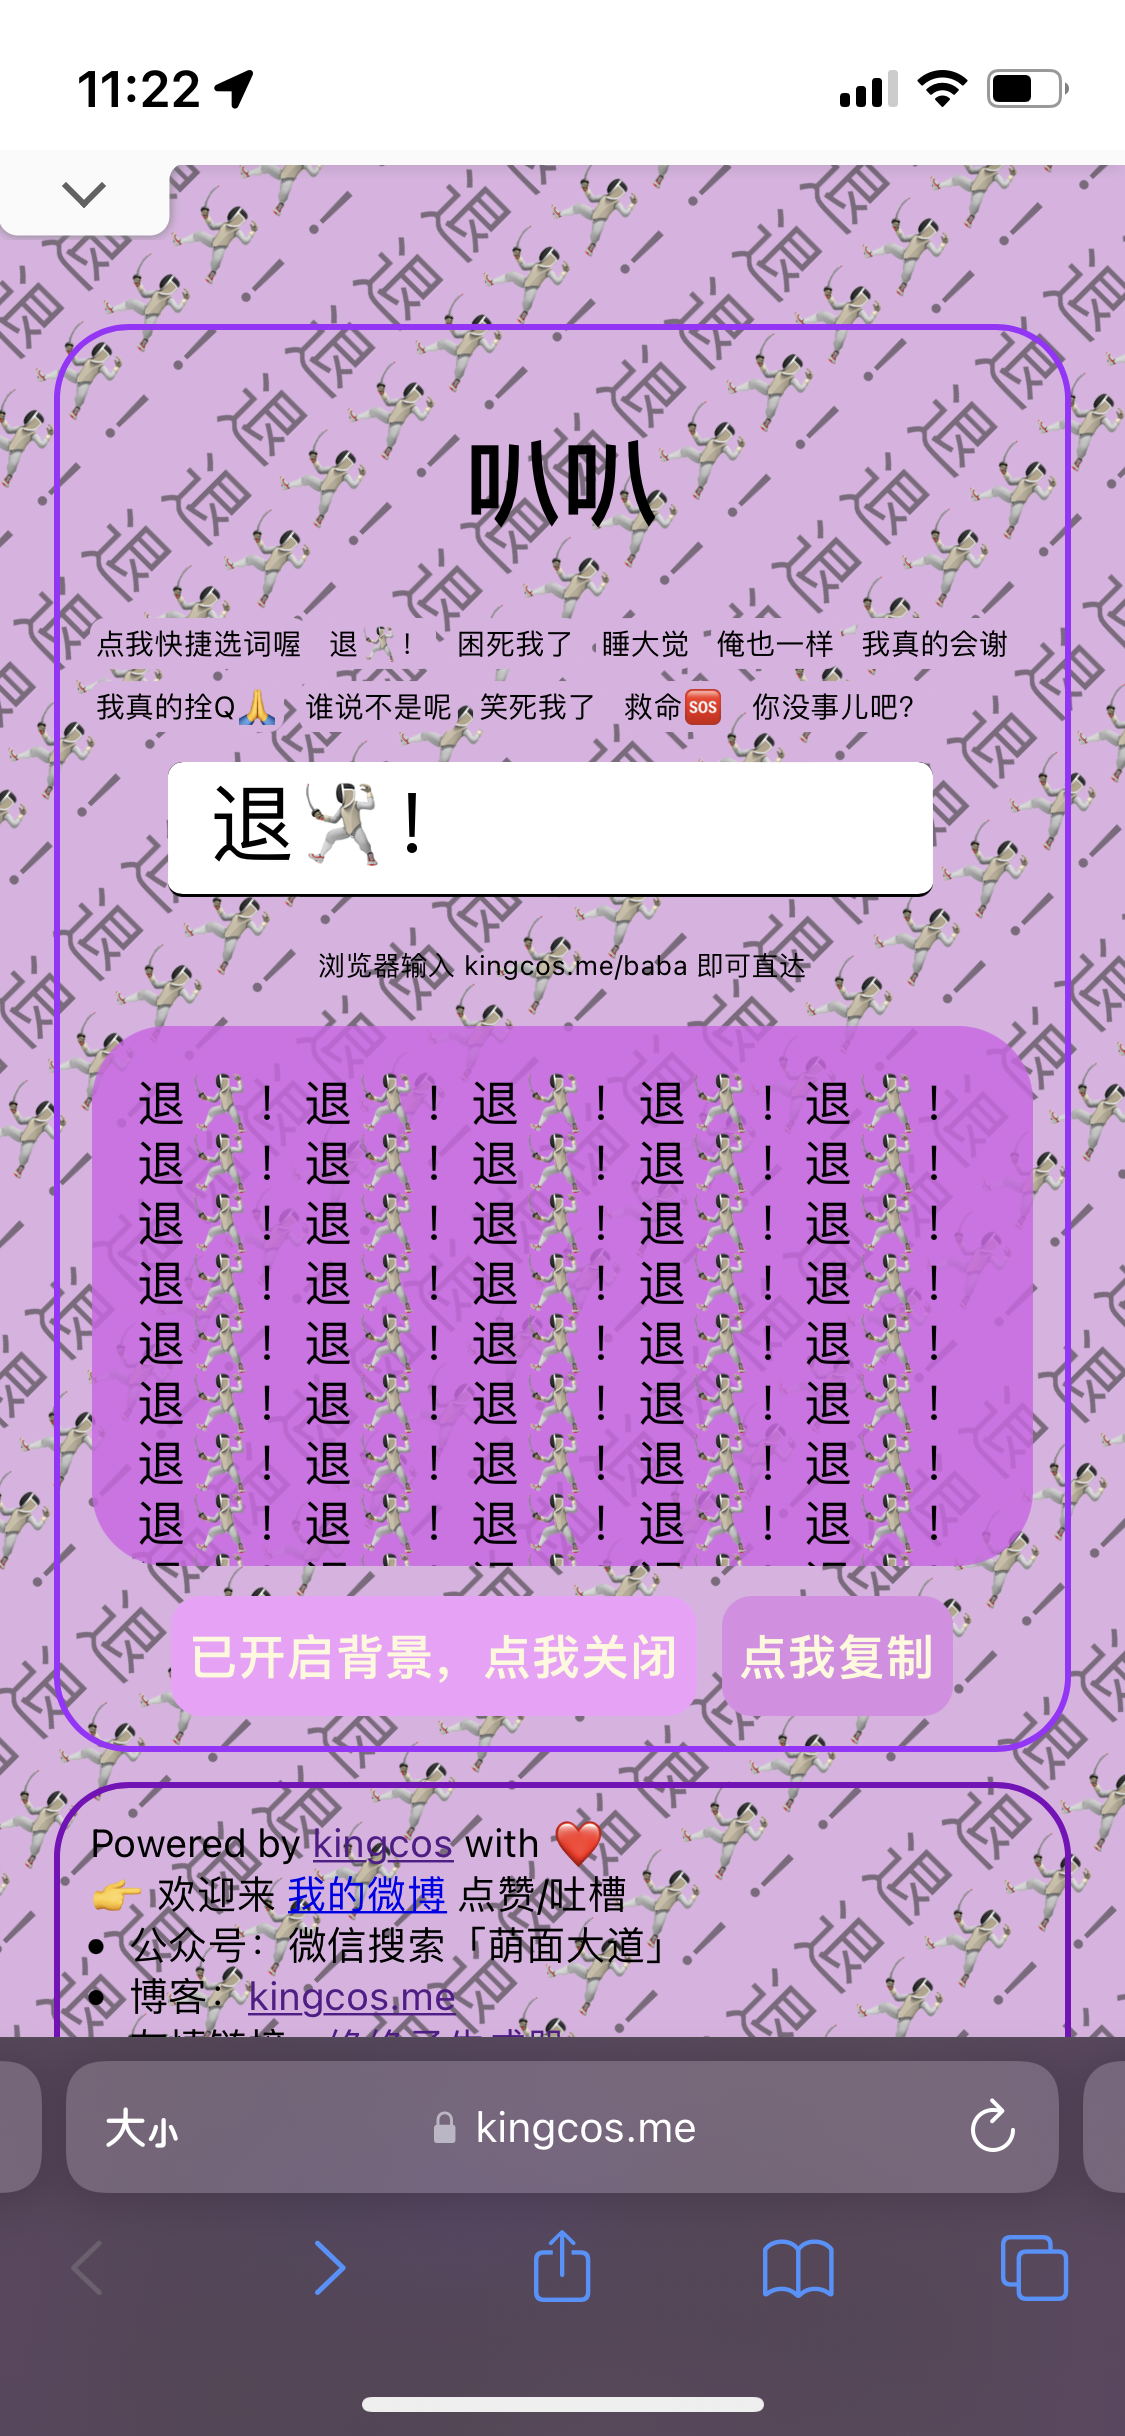 11:22
叭叭
点我快捷选词喔 退🤺！ 困死我了 睡大觉 俺也一样 我真的会谢
我真的拴Q🙏 谁说不是呢 笑死我了 救命🆘 你没事儿吧?
退🤺！
浏览器输入 kingcos.me/baba 即可直达
退🤺！退🤺！退🤺！退🤺！退🤺！
退🤺！退🤺！退🤺！退🤺！退🤺！
退🤺！退🤺！退🤺！退🤺！退🤺！
退🤺！退🤺！退🤺！退🤺！退🤺！
退🤺！退🤺！退🤺！退🤺！退🤺！
退🤺！退🤺！退🤺！退🤺！退🤺！
退🤺！退🤺！退🤺！退🤺！退🤺！
退🤺！退🤺！退🤺！退🤺！退🤺！
已开启背景，点我关闭 点我复制
Powered by kingcos with ❤️
👉 欢迎来 我的微博 点赞/吐槽
• 公众号：微信搜索「萌面大道」
• 博客：kingcos.me
大小 kingcos.me